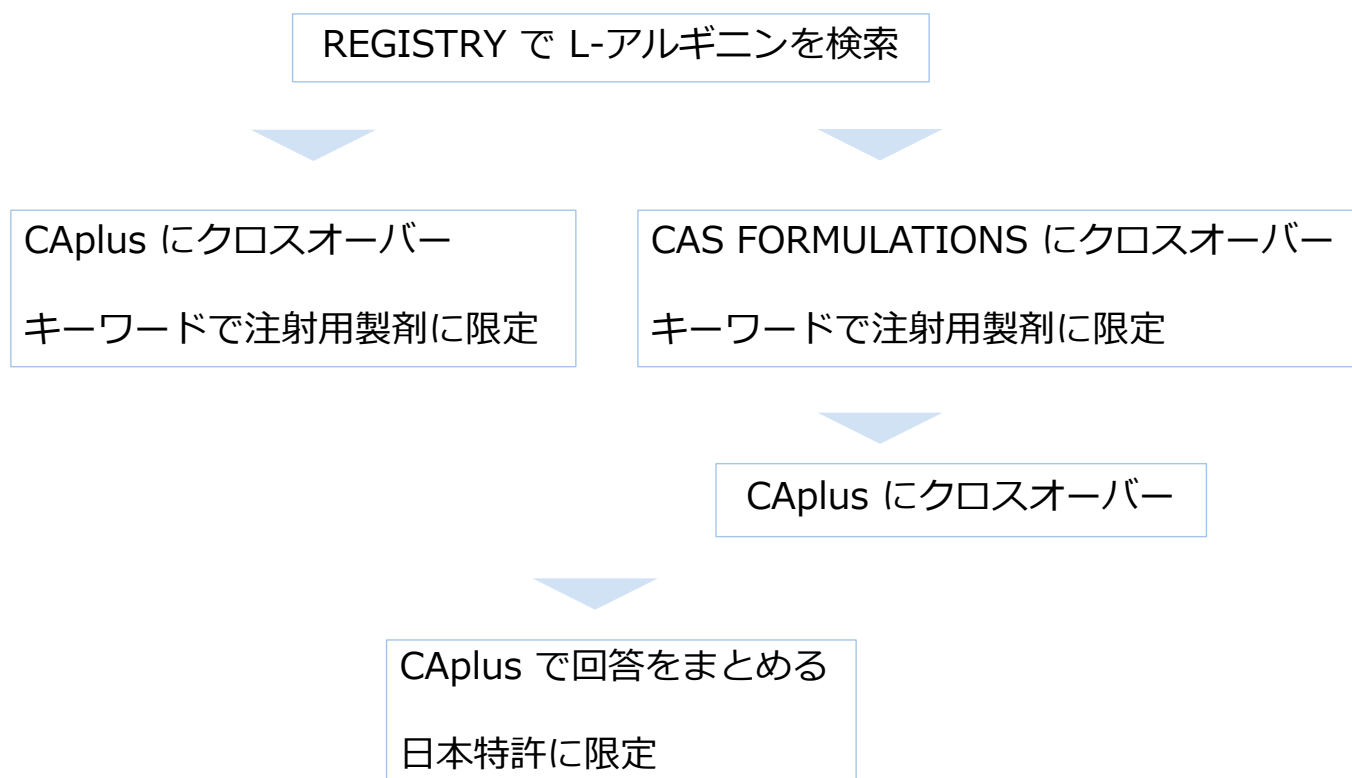 REGISTRY で L-アルギニンを検索
CAplus にクロスオーバー
キーワードで注射用製剤に限定
CAS FORMULATIONS にクロスオーバー
キーワードで注射用製剤に限定
CAplus にクロスオーバー
CAplus で回答をまとめる
日本特許に限定